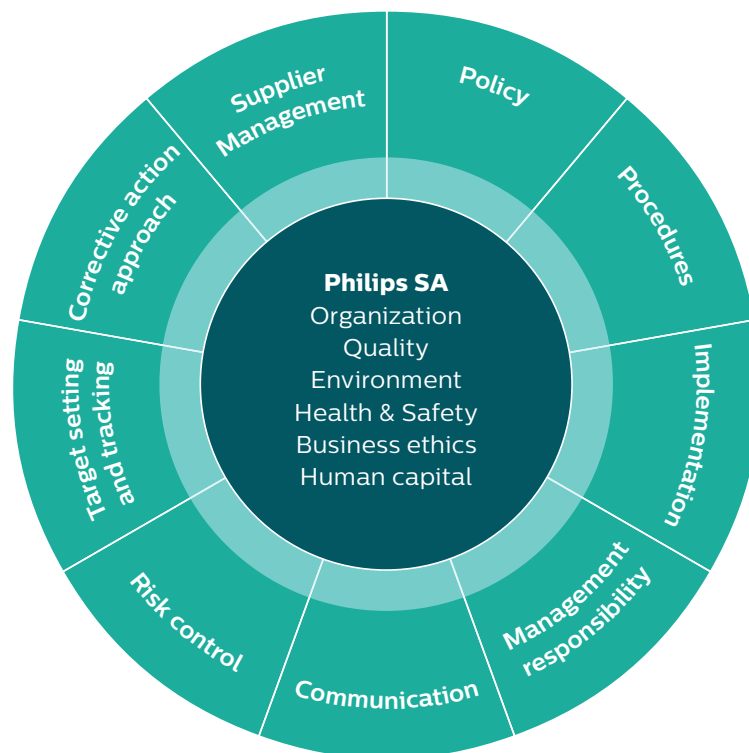 Philips SA
Organization
Quality
Environment
Health & Safety
Business ethics
Human capital
Policy
Procedures
Implementation
Management
responsibility
Communication
Risk control
Target setting
and tracking
Corrective action
approach
Supplier
Management